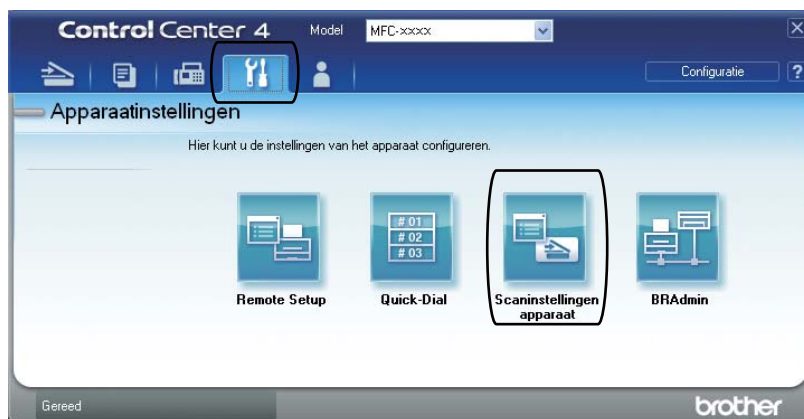 Control Center 4 Model MFC-xxxx
Configuratie ?
Apparaatinstellingen
Hier kunt u de instellingen van het apparaat configureren.
# 01
# 02
# 03
Remote Setup Quick-Dial Scaninstellingen apparaat BRAdmin
Gereed brother